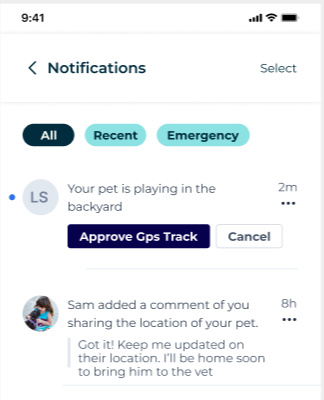 9:41
Notifications
Select
All
Recent
Emergency
LS
Your pet is playing in the
2m
backyard
Approve Gps Track
Cancel
Sam added a comment of you
8h
sharing the location of your pet.
Got it! Keep me updated on
their location. I'll be home soon
to bring him to the vet